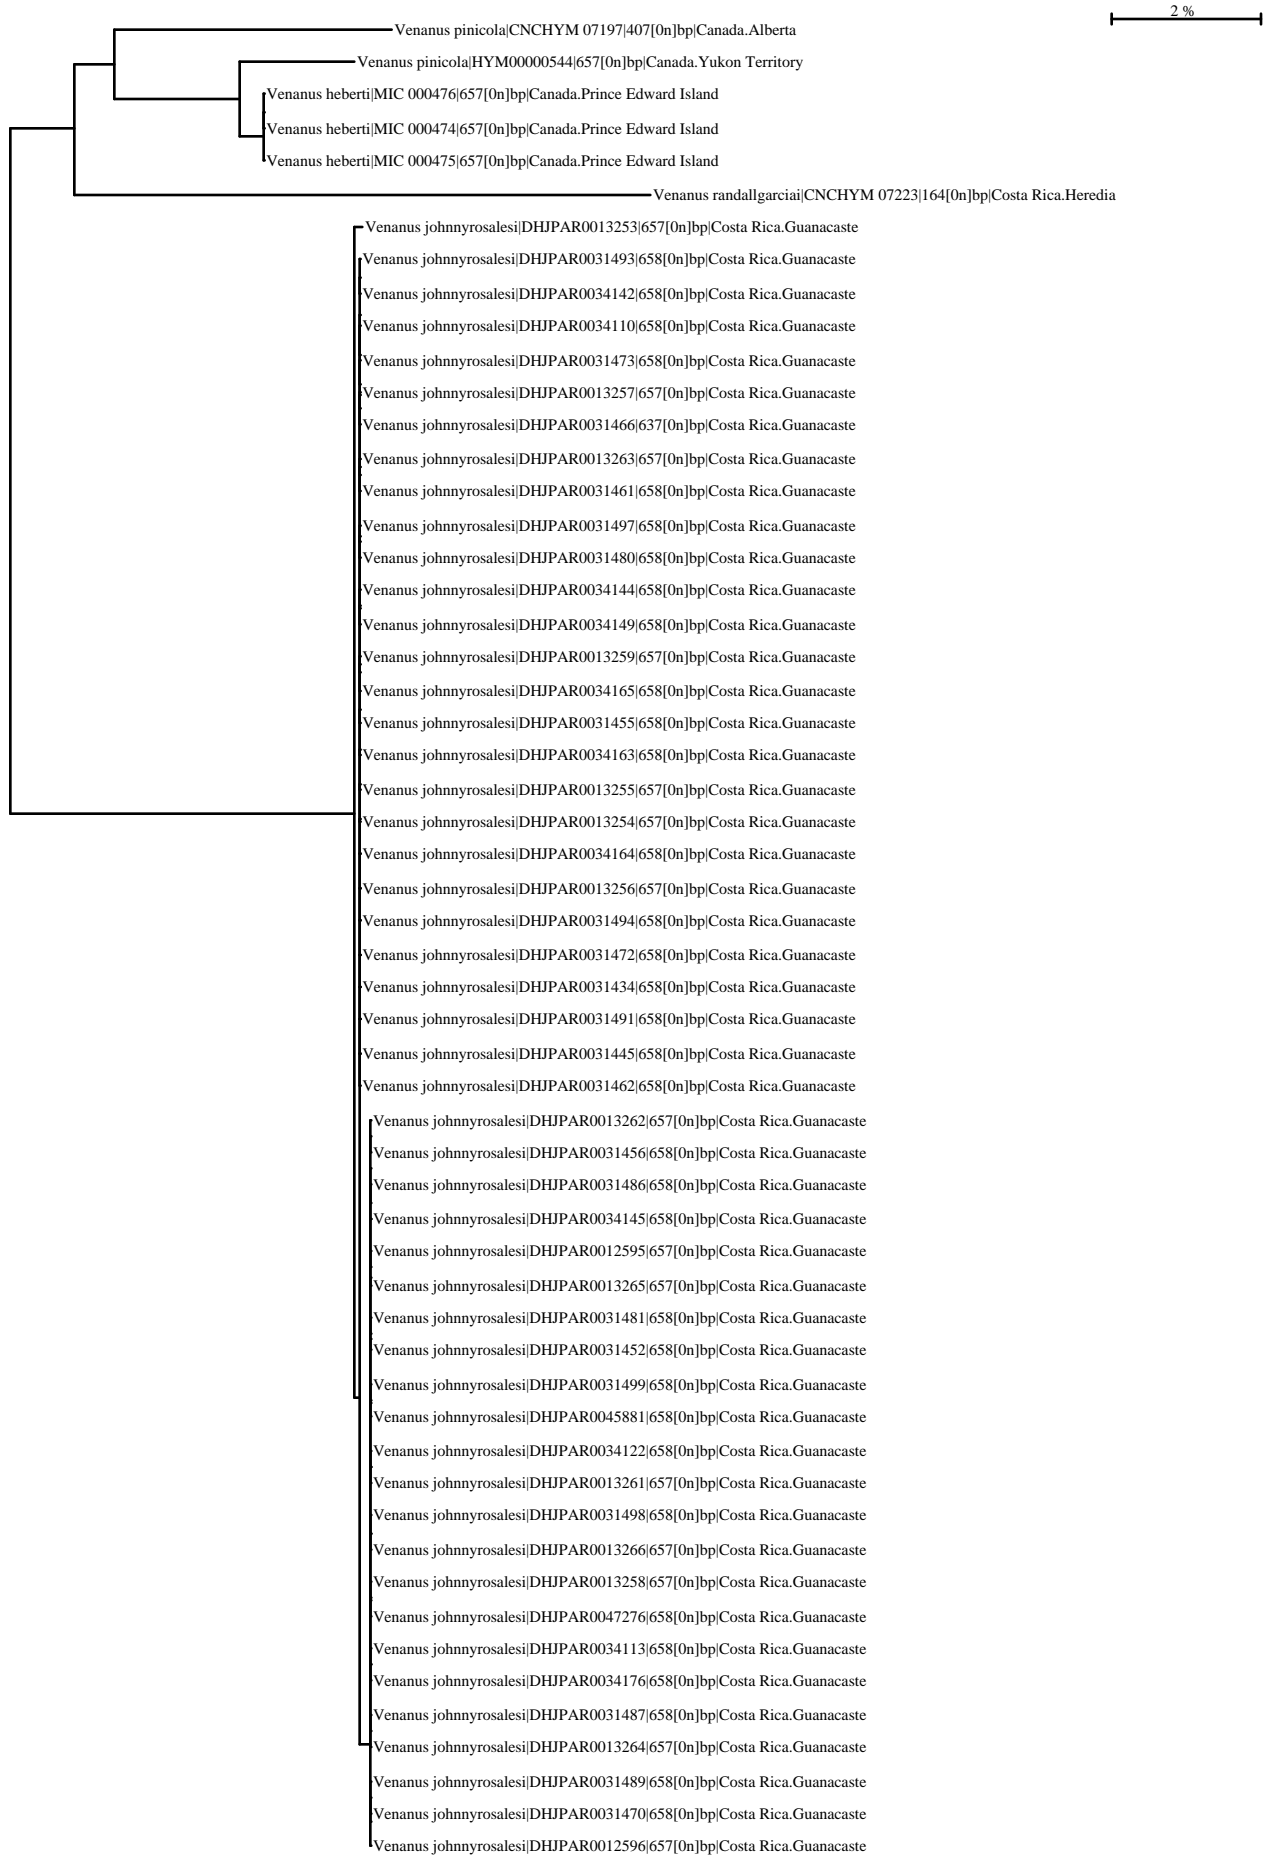 2 %
Venanus pinicola|CNCHYM 07197|407[0n]bp|Canada.Alberta
Venanus pinicola|HYM00000544|657[0n]bp|Canada.Yukon Territory
Venanus heberti|MIC 000476|657[0n]bp|Canada.Prince Edward Island
Venanus heberti|MIC 000474|657[0n]bp|Canada.Prince Edward Island
Venanus heberti|MIC 000475|657[0n]bp|Canada.Prince Edward Island
Venanus randallgarciai|CNCHYM 07223|164[0n]bp|Costa Rica.Heredia
Venanus johnnyrosalesi|DHJPAR0013253|657[0n]bp|Costa Rica.Guanacaste
Venanus johnnyrosalesi|DHJPAR0031493|658[0n]bp|Costa Rica.Guanacaste
Venanus johnnyrosalesi|DHJPAR0034142|658[0n]bp|Costa Rica.Guanacaste
Venanus johnnyrosalesi|DHJPAR0034110|658[0n]bp|Costa Rica.Guanacaste
Venanus johnnyrosalesi|DHJPAR0031473|658[0n]bp|Costa Rica.Guanacaste
Venanus johnnyrosalesi|DHJPAR0013257|657[0n]bp|Costa Rica.Guanacaste
Venanus johnnyrosalesi|DHJPAR0031466|637[0n]bp|Costa Rica.Guanacaste
Venanus johnnyrosalesi|DHJPAR0013263|657[0n]bp|Costa Rica.Guanacaste
Venanus johnnyrosalesi|DHJPAR0031461|658[0n]bp|Costa Rica.Guanacaste
Venanus johnnyrosalesi|DHJPAR0031497|658[0n]bp|Costa Rica.Guanacaste
Venanus johnnyrosalesi|DHJPAR0031480|658[0n]bp|Costa Rica.Guanacaste
Venanus johnnyrosalesi|DHJPAR0034144|658[0n]bp|Costa Rica.Guanacaste
Venanus johnnyrosalesi|DHJPAR0034149|658[0n]bp|Costa Rica.Guanacaste
Venanus johnnyrosalesi|DHJPAR0013259|657[0n]bp|Costa Rica.Guanacaste
Venanus johnnyrosalesi|DHJPAR0034165|658[0n]bp|Costa Rica.Guanacaste
Venanus johnnyrosalesi|DHJPAR0031455|658[0n]bp|Costa Rica.Guanacaste
Venanus johnnyrosalesi|DHJPAR0034163|658[0n]bp|Costa Rica.Guanacaste
Venanus johnnyrosalesi|DHJPAR0013255|657[0n]bp|Costa Rica.Guanacaste
Venanus johnnyrosalesi|DHJPAR0013254|657[0n]bp|Costa Rica.Guanacaste
Venanus johnnyrosalesi|DHJPAR0034164|658[0n]bp|Costa Rica.Guanacaste
Venanus johnnyrosalesi|DHJPAR0013256|657[0n]bp|Costa Rica.Guanacaste
Venanus johnnyrosalesi|DHJPAR0031494|658[0n]bp|Costa Rica.Guanacaste
Venanus johnnyrosalesi|DHJPAR0031472|658[0n]bp|Costa Rica.Guanacaste
Venanus johnnyrosalesi|DHJPAR0031434|658[0n]bp|Costa Rica.Guanacaste
Venanus johnnyrosalesi|DHJPAR0031491|658[0n]bp|Costa Rica.Guanacaste
Venanus johnnyrosalesi|DHJPAR0031445|658[0n]bp|Costa Rica.Guanacaste
Venanus johnnyrosalesi|DHJPAR0031462|658[0n]bp|Costa Rica.Guanacaste
Venanus johnnyrosalesi|DHJPAR0013262|657[0n]bp|Costa Rica.Guanacaste
Venanus johnnyrosalesi|DHJPAR0031456|658[0n]bp|Costa Rica.Guanacaste
Venanus johnnyrosalesi|DHJPAR0031486|658[0n]bp|Costa Rica.Guanacaste
Venanus johnnyrosalesi|DHJPAR0034145|658[0n]bp|Costa Rica.Guanacaste
Venanus johnnyrosalesi|DHJPAR0012595|657[0n]bp|Costa Rica.Guanacaste
Venanus johnnyrosalesi|DHJPAR0013265|657[0n]bp|Costa Rica.Guanacaste
Venanus johnnyrosalesi|DHJPAR0031481|658[0n]bp|Costa Rica.Guanacaste
Venanus johnnyrosalesi|DHJPAR0031452|658[0n]bp|Costa Rica.Guanacaste
Venanus johnnyrosalesi|DHJPAR0031499|658[0n]bp|Costa Rica.Guanacaste
Venanus johnnyrosalesi|DHJPAR0045881|658[0n]bp|Costa Rica.Guanacaste
Venanus johnnyrosalesi|DHJPAR0034122|658[0n]bp|Costa Rica.Guanacaste
Venanus johnnyrosalesi|DHJPAR0013261|657[0n]bp|Costa Rica.Guanacaste
Venanus johnnyrosalesi|DHJPAR0031498|658[0n]bp|Costa Rica.Guanacaste
Venanus johnnyrosalesi|DHJPAR0013266|657[0n]bp|Costa Rica.Guanacaste
Venanus johnnyrosalesi|DHJPAR0013258|657[0n]bp|Costa Rica.Guanacaste
Venanus johnnyrosalesi|DHJPAR0047276|658[0n]bp|Costa Rica.Guanacaste
Venanus johnnyrosalesi|DHJPAR0034113|658[0n]bp|Costa Rica.Guanacaste
Venanus johnnyrosalesi|DHJPAR0034176|658[0n]bp|Costa Rica.Guanacaste
Venanus johnnyrosalesi|DHJPAR0031487|658[0n]bp|Costa Rica.Guanacaste
Venanus johnnyrosalesi|DHJPAR0013264|657[0n]bp|Costa Rica.Guanacaste
Venanus johnnyrosalesi|DHJPAR0031489|658[0n]bp|Costa Rica.Guanacaste
Venanus johnnyrosalesi|DHJPAR0031470|658[0n]bp|Costa Rica.Guanacaste
Venanus johnnyrosalesi|DHJPAR0012596|657[0n]bp|Costa Rica.Guanacaste